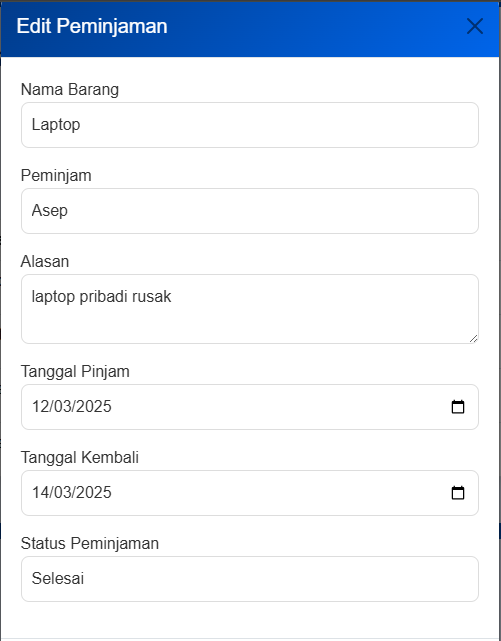 Edit Peminjaman
Nama Barang
Laptop
Peminjam
Asep
Alasan
laptop pribadi rusak
Tanggal Pinjam
12/03/2025
Tanggal Kembali
14/03/2025
Status Peminjaman
Selesai